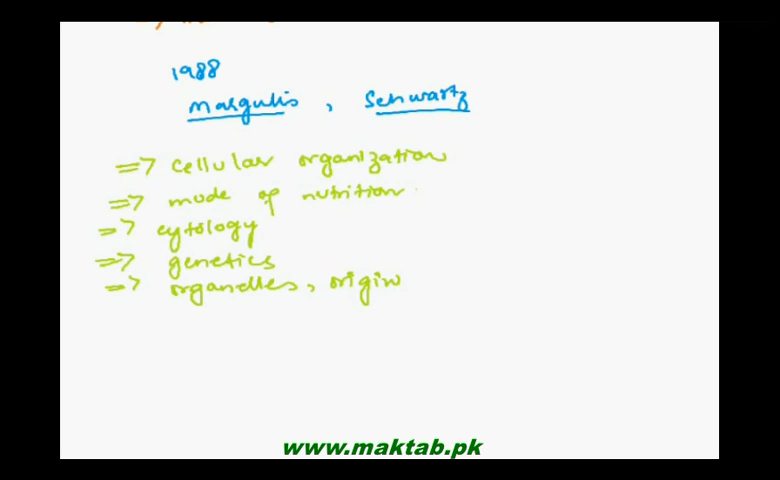 1988
Margulis, Schwartz
=> cellular organization
=> mode of nutrition
=> cytology
=> genetics
=> organelles, origin
www.maktab.pk